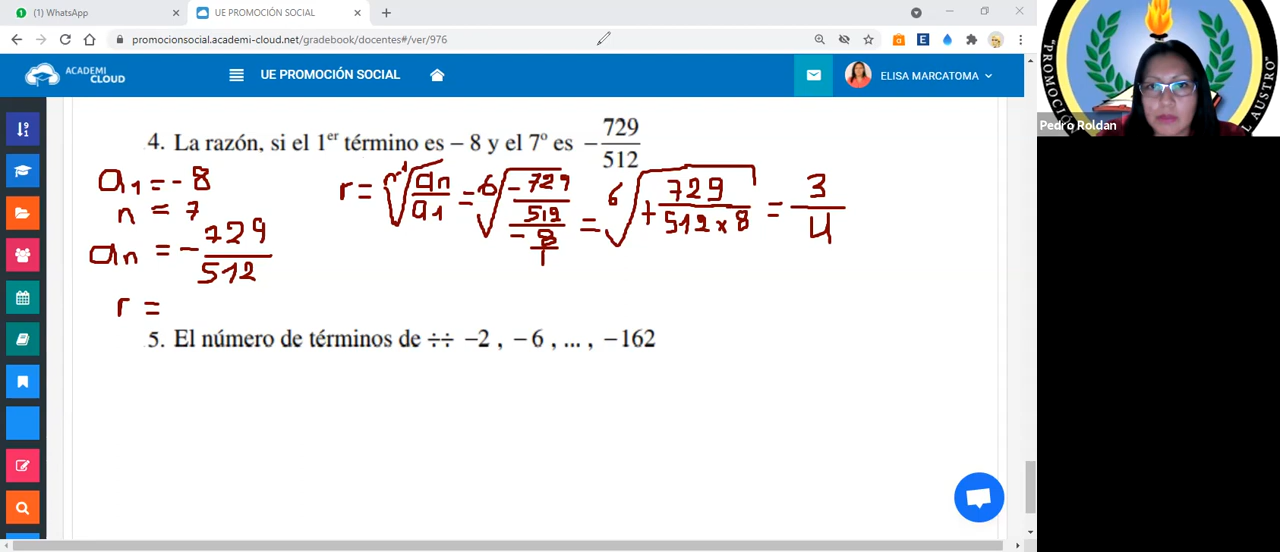 (1) WhatsApp
UE PROMOCIÓN SOCIAL
promocionsocial.academi-cloud.net/gradebook/docentes#/ver/976
ACADEMI
CLOUD
UE PROMOCIÓN SOCIAL
ELISA MARCATOMA
Pedro Roldan
4. La razón, si el 1er término es – 8 y el 7º es − 729/512
a1 = - 8
n = 7
an = - 729/512
r =
r = ⁿ⁻¹√(an/a1) = ⁶√((-729/512)/(-8/1)) = ⁶√(+729/(512 x 8)) = 3/4
5. El número de términos de ÷÷ −2 , − 6 , ... , −162